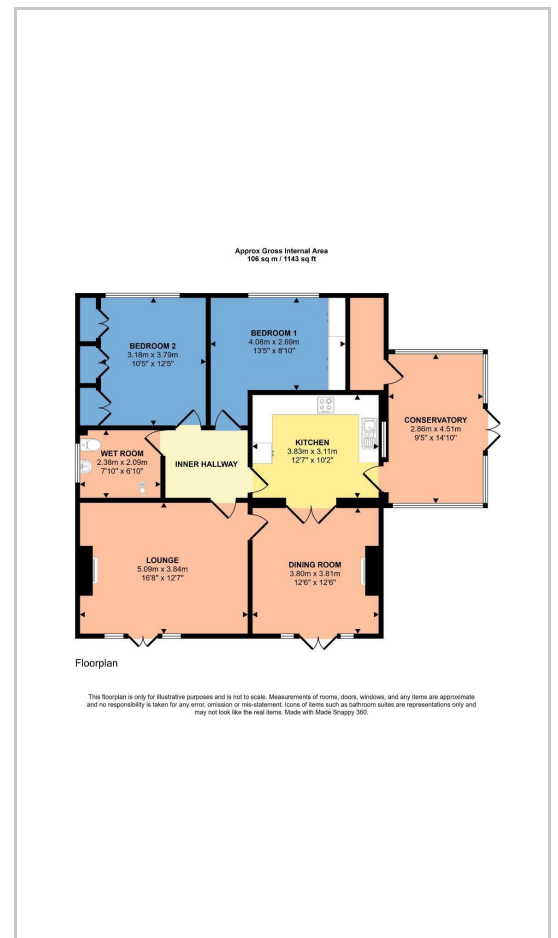 Approx Gross Internal Area
106 sq m / 1143 sq ft
BEDROOM 2
3.18m x 3.79m
10'5" x 12'5"
BEDROOM 1
4.08m x 2.69m
13'5" x 8'10"
CONSERVATORY
2.86m x 4.51m
9'5" x 14'10"
KITCHEN
3.83m x 3.11m
12'7" x 10'2"
WET ROOM
2.38m x 2.09m
7'10" x 6'10"
INNER HALLWAY
LOUNGE
5.09m x 3.84m
16'8" x 12'7"
DINING ROOM
3.80m x 3.81m
12'6" x 12'6"
Floorplan
This floorplan is only for illustrative purposes and is not to scale. Measurements of rooms, doors, windows, and any items are approximate
and no responsibility is taken for any error, omission or mis-statement. Icons of items such as bathroom suites are representations only and
may not look like the real items. Made with Made Snappy 360.